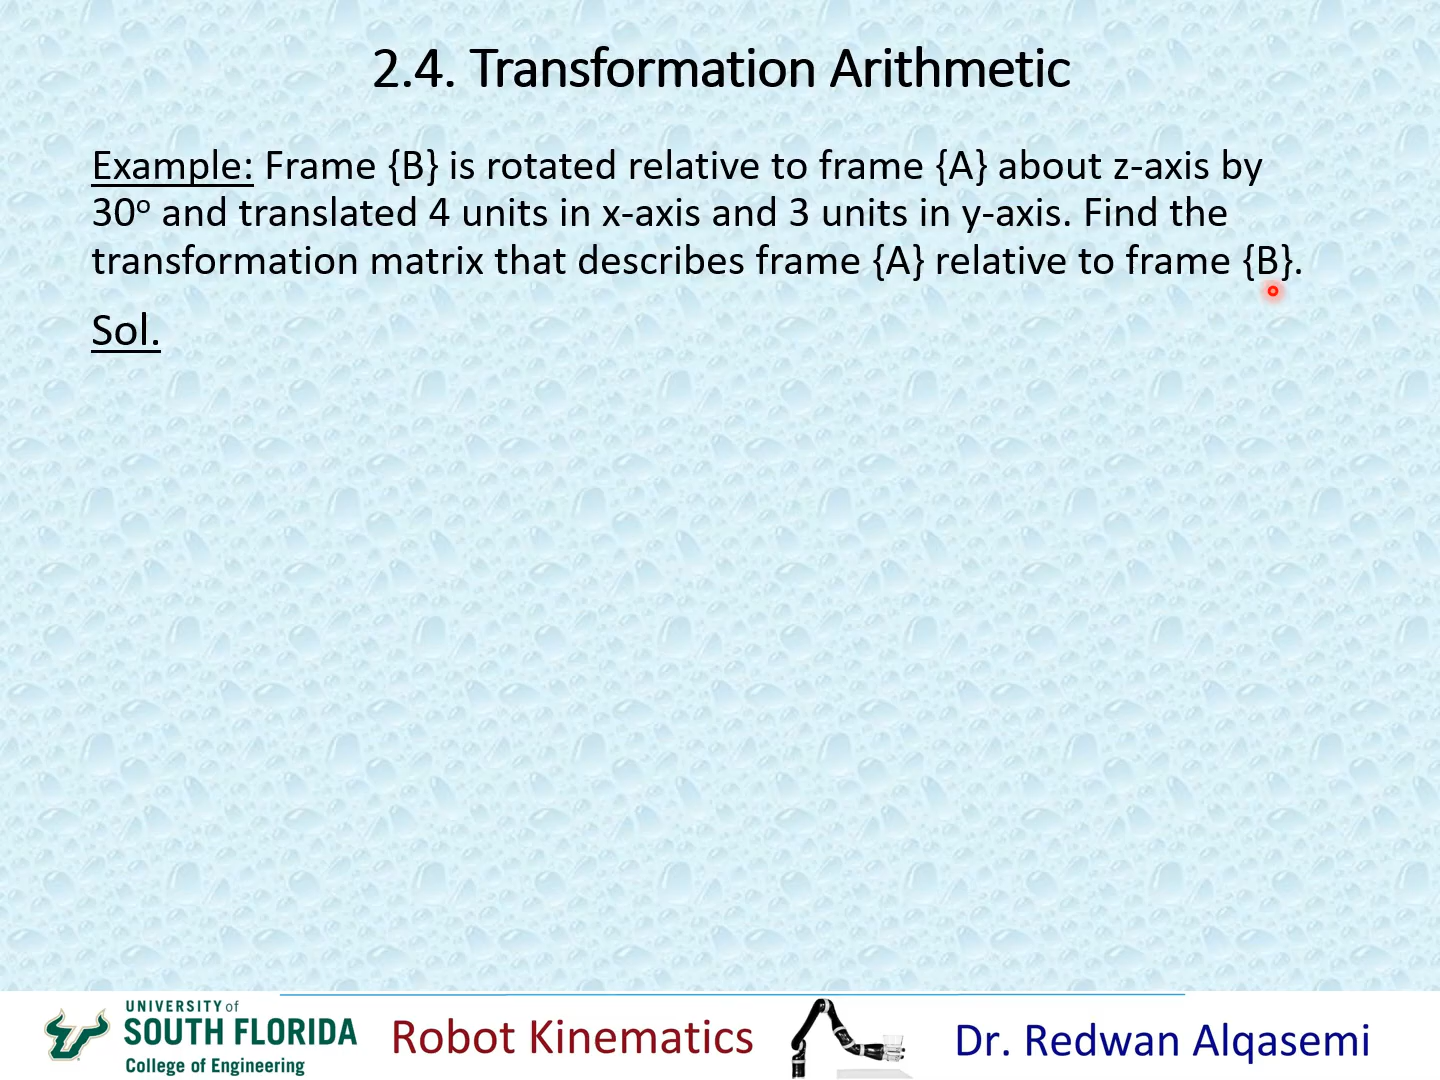 2.4. Transformation Arithmetic
Example: Frame {B} is rotated relative to frame {A} about z-axis by
30º and translated 4 units in x-axis and 3 units in y-axis. Find the
transformation matrix that describes frame {A} relative to frame {B}.
Sol.
UNIVERSITY of
SOUTH FLORIDA
College of Engineering
Robot Kinematics
Dr. Redwan Alqasemi